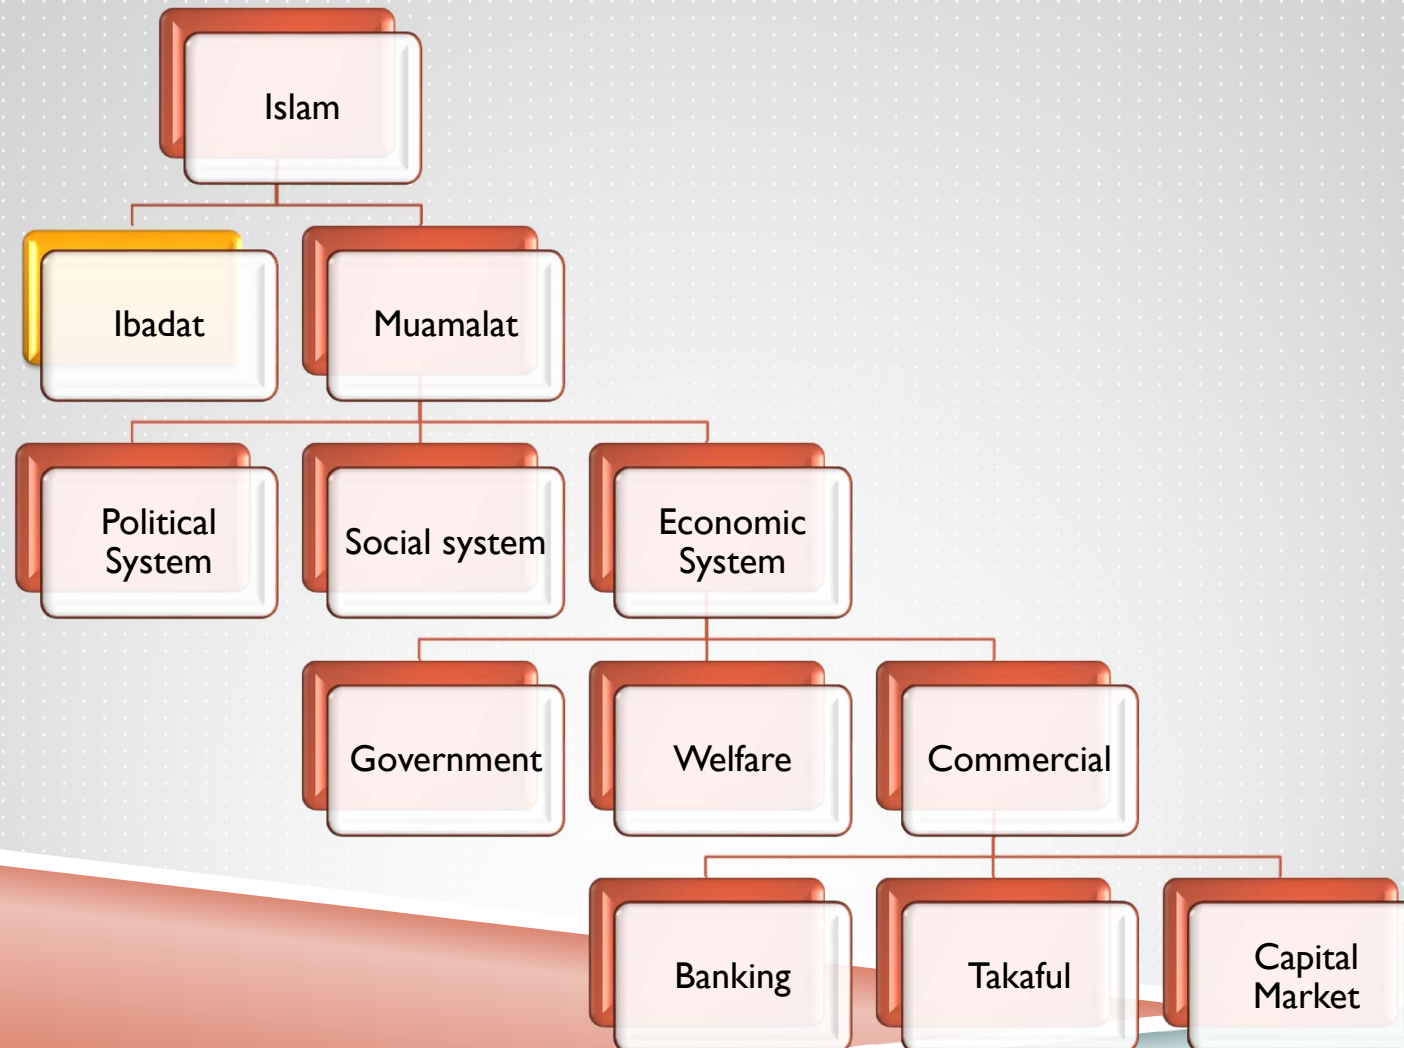 Islam
Ibadat
Muamalat
Political
System
Social system
Economic
System
Government
Welfare
Commercial
Banking
Takaful
Capital
Market